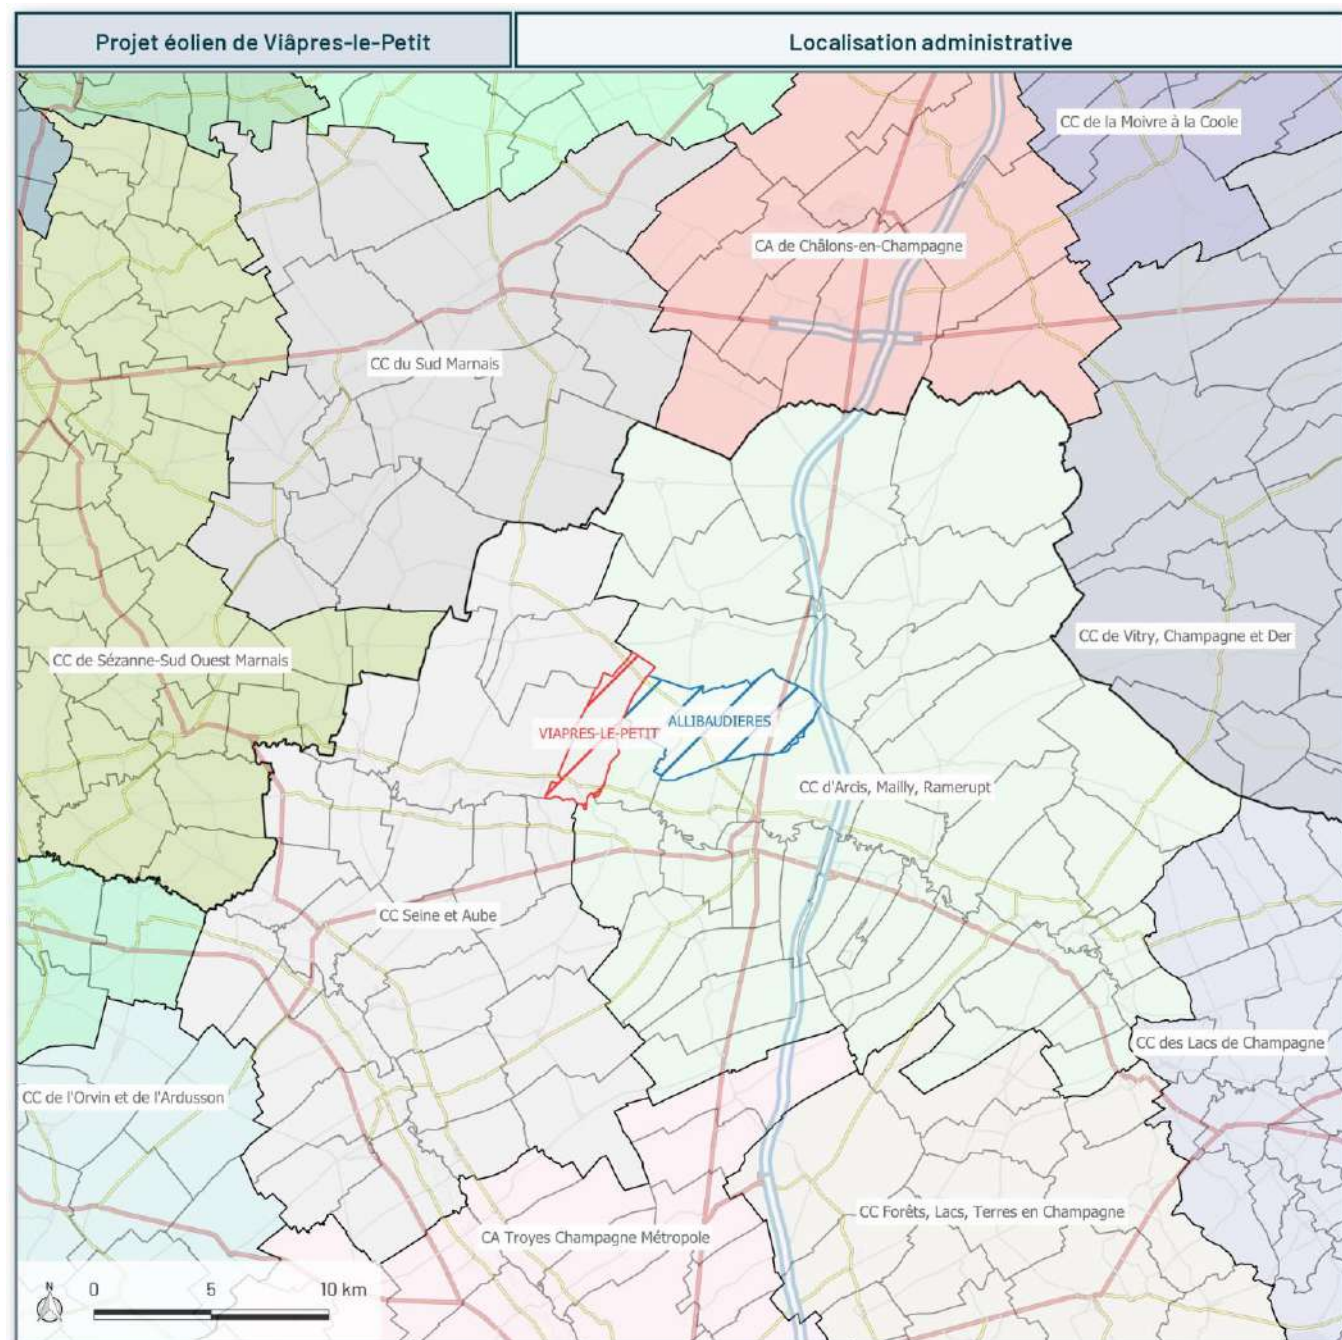 Projet éolien de Viâpres-le-Petit
Localisation administrative
CC de la Moivre à la Coole
CA de Châlons-en-Champagne
CC du Sud Marnais
CC de Vitry, Champagne et Der
CC de Sézanne-Sud Ouest Marnais
ALLIBAUDIERES
VIAPRES-LE-PETIT
CC d'Arcis, Mailly, Ramerupt
CC Seine et Aube
CC des Lacs de Champagne
CC de l'Orvin et de l'Ardusson
CC Forêts, Lacs, Terres en Champagne
CA Troyes Champagne Métropole
N
0 5 10 km